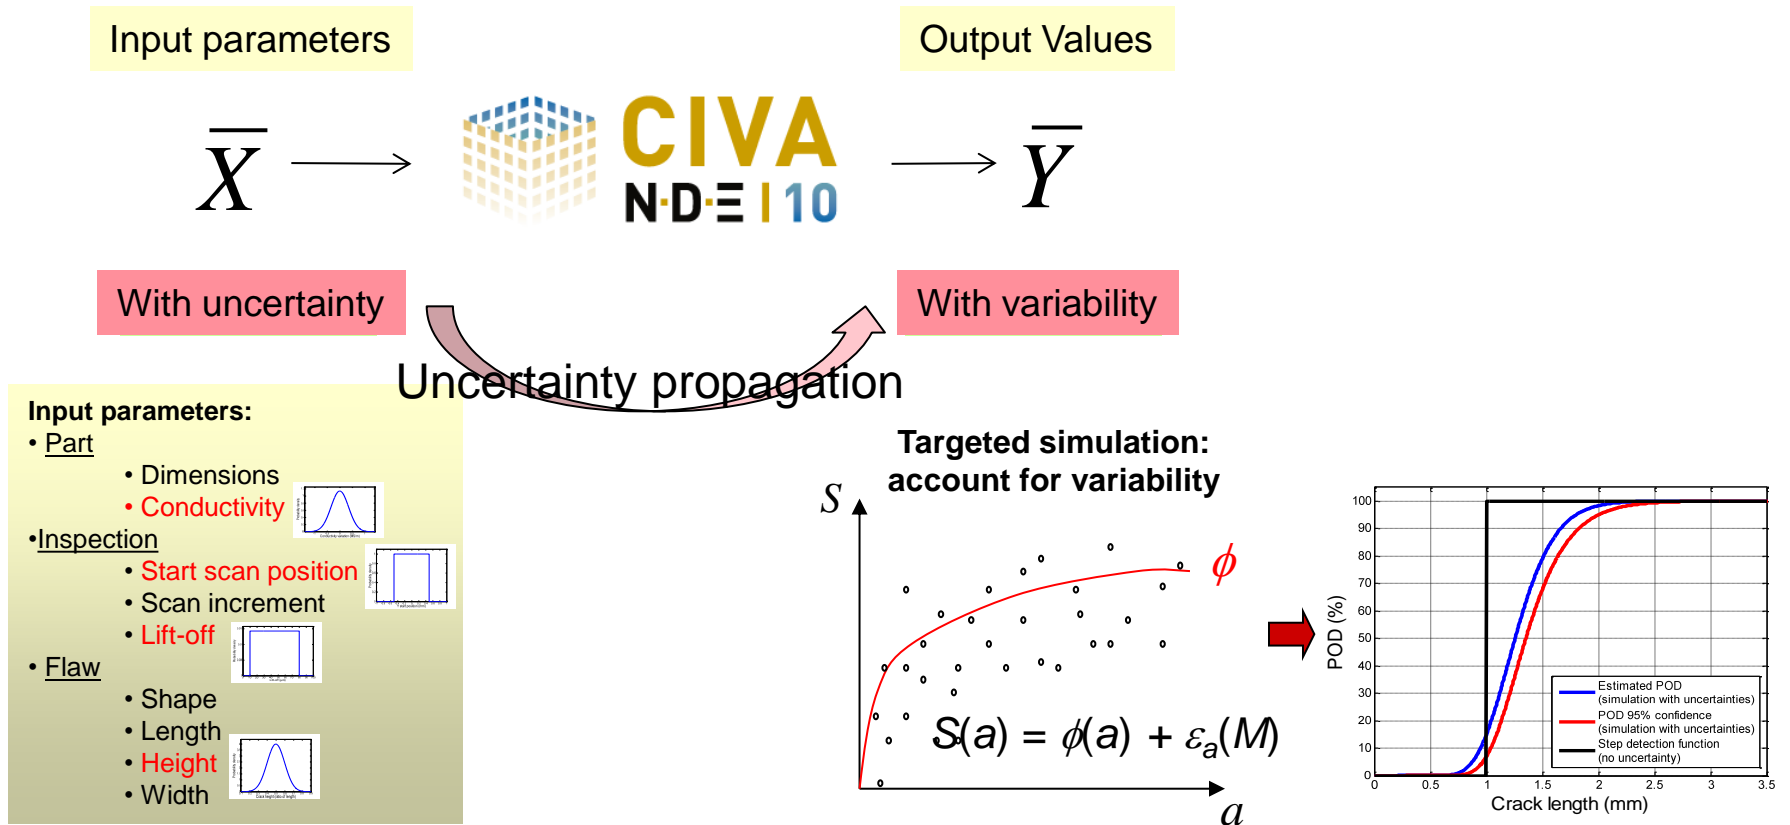 Input parameters
Output Values
X
CIVA
N·D·E | 10
Y
With uncertainty
With variability
Uncertainty propagation
Input parameters:
• Part
• Dimensions
• Conductivity
•Inspection
• Start scan position
• Scan increment
• Lift-off
• Flaw
• Shape
• Length
• Height
• Width
Targeted simulation:
account for variability
S
ϕ
S(a) = ϕ(a) + εa(M)
a
POD (%)
100
90
80
70
60
50
40
30
20
10
0
0 0.5 1 1.5 2 2.5 3 3.5
Crack length (mm)
Estimated POD
(simulation with uncertainties)
POD 95% confidence
(simulation with uncertainties)
Step detection function
(no uncertainty)